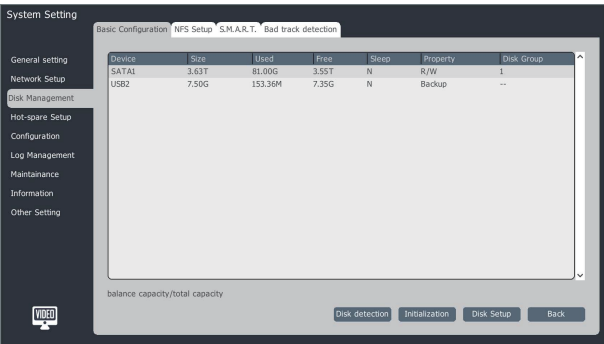 System Setting
Basic Configuration NFS Setup S.M.A.R.T. Bad track detection
General setting
Network Setup
Disk Management
Hot-spare Setup
Configuration
Log Management
Maintainance
Information
Other Setting
Device Size Used Free Sleep Property Disk Group
SATA1 3.63T 81.00G 3.55T N R/W 1
USB2 7.50G 153.36M 7.35G N Backup --
balance capacity/total capacity
Disk detection Initialization Disk Setup Back
VIDEO